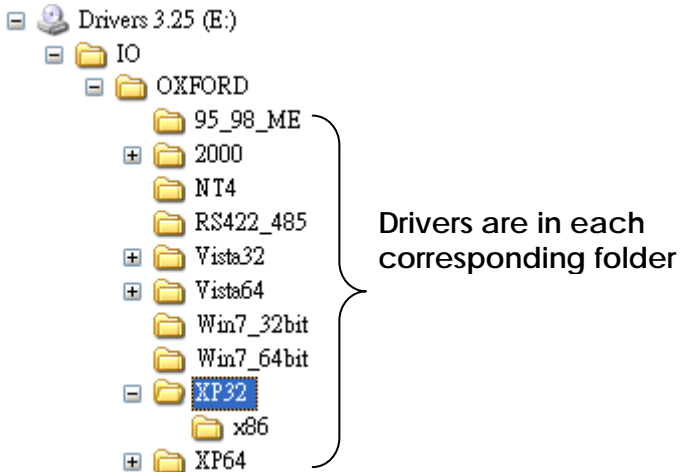 Drivers 3.25 (E:)
IO
OXFORD
95_98_ME
2000
NT4
RS422_485
Vista32
Vista64
Win7_32bit
Win7_64bit
XP32
x86
XP64
Drivers are in each
corresponding folder